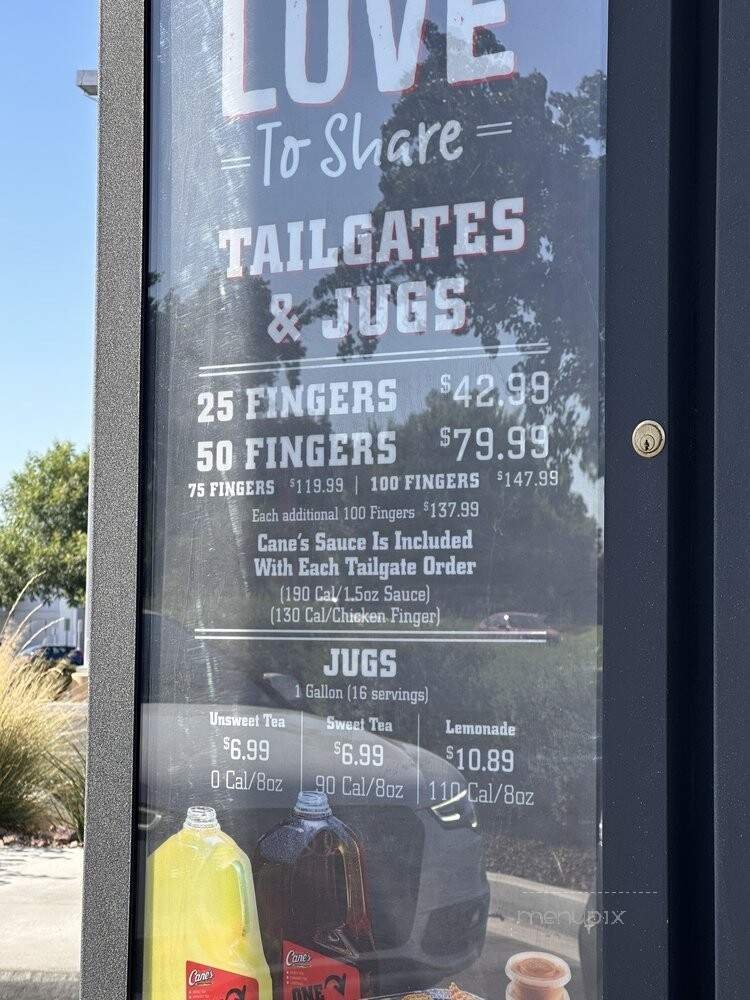 LOVE
To Share
TAILGATES
& JUGS
25 FINGERS $42.99
50 FINGERS $79.99
75 FINGERS $119.99 | 100 FINGERS $147.99
Each additional 100 Fingers $137.99
Cane's Sauce Is Included
With Each Tailgate Order
(190 Cal/1.5oz Sauce)
(130 Cal/Chicken Finger)
JUGS
1 Gallon (16 servings)
Unsweet Tea Sweet Tea Lemonade
$6.99 $6.99 $10.89
0 Cal/8oz 90 Cal/8oz 110 Cal/8oz
menupix
Cane's
Cane's
ONE